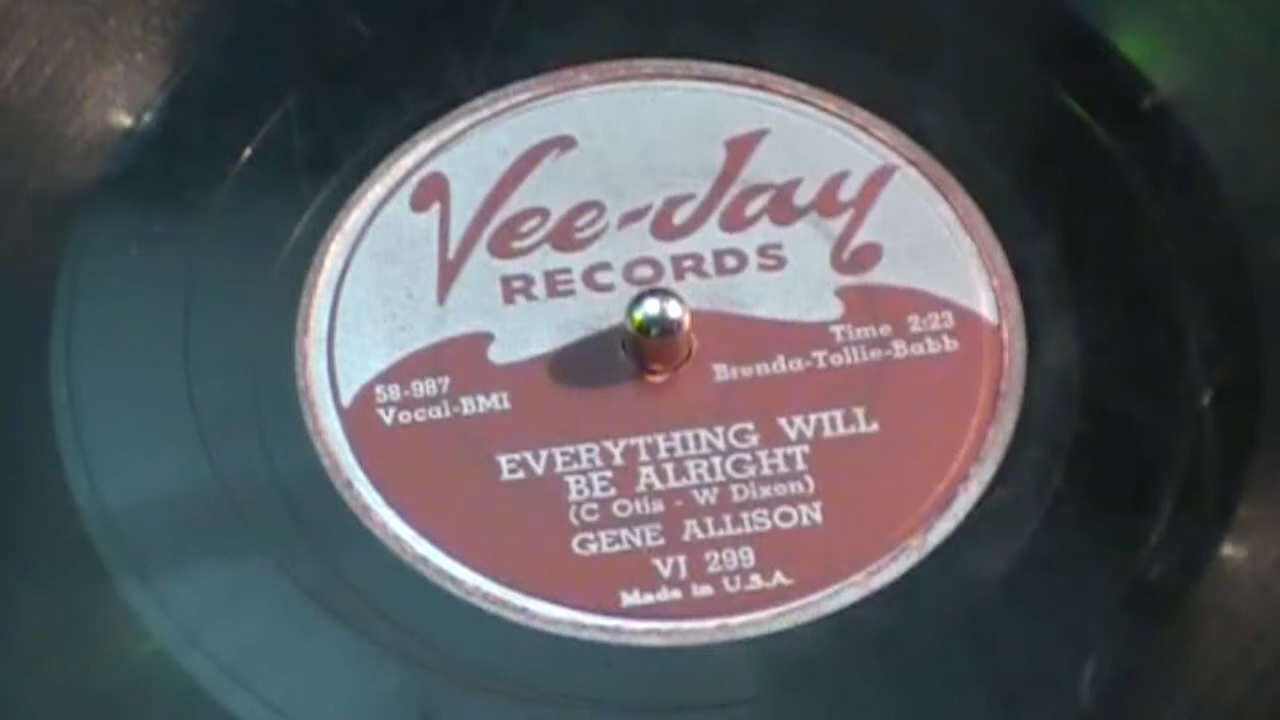 Vee-Jay
RECORDS
Time 2:23
Brenda-Tollie-Babb
58-987
Vocal-BMI
EVERYTHING WILL
BE ALRIGHT
(C Otis - W Dixon)
GENE ALLISON
VJ 299
Made in U.S.A.